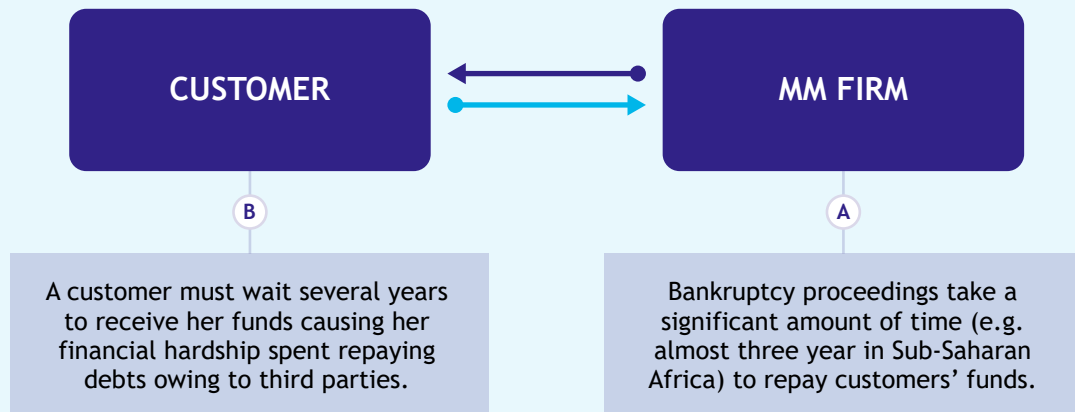 CUSTOMER
MM FIRM
B
A
A customer must wait several years
to receive her funds causing her
financial hardship spent repaying
debts owing to third parties.
Bankruptcy proceedings take a
significant amount of time (e.g.
almost three year in Sub-Saharan
Africa) to repay customers’ funds.